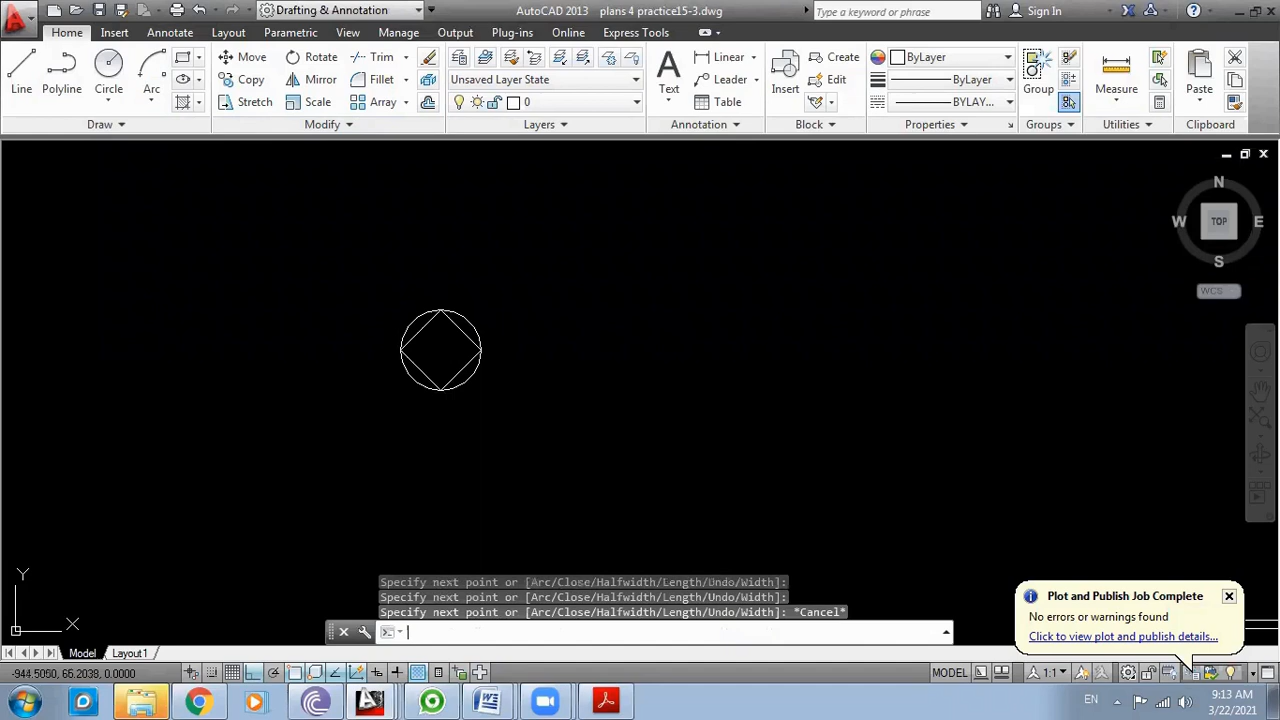 Drafting & Annotation
AutoCAD 2013 plans 4 practice15-3.dwg
Type a keyword or phrase
Sign In
Home Insert Annotate Layout Parametric View Manage Output Plug-ins Online Express Tools
Line Polyline Circle Arc
Move Rotate Trim
Copy Mirror Fillet
Stretch Scale Array
Unsaved Layer State
0
Text
Linear
Leader
Table
Insert
Create
Edit
ByLayer
ByLayer
BYLAY...
Group
Measure
Paste
Draw Modify Layers Annotation Block Properties Groups Utilities Clipboard
N
W TOP E
S
WCS
Y
X
Specify next point or [Arc/Close/Halfwidth/Length/Undo/Width]:
Specify next point or [Arc/Close/Halfwidth/Length/Undo/Width]:
Specify next point or [Arc/Close/Halfwidth/Length/Undo/Width]: *Cancel*
Plot and Publish Job Complete
No errors or warnings found
Click to view plot and publish details...
Model Layout1
-944.5060, 65.2038, 0.0000
MODEL
1:1
EN
9:13 AM
3/22/2021